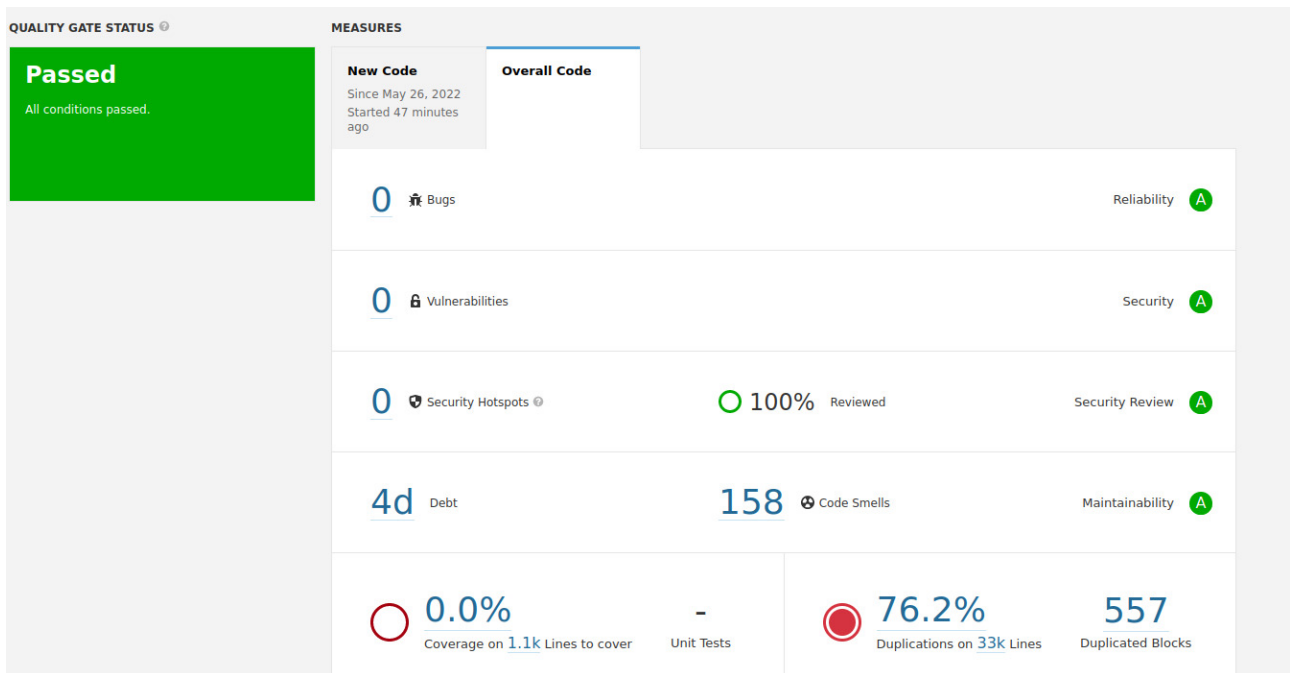 QUALITY GATE STATUS
MEASURES
Passed
All conditions passed.
New Code
Since May 26, 2022
Started 47 minutes
ago
Overall Code
0 Bugs Reliability A
0 Vulnerabilities Security A
0 Security Hotspots 100% Reviewed Security Review A
4d Debt 158 Code Smells Maintainability A
0.0%
Coverage on 1.1k Lines to cover
-
Unit Tests
76.2%
Duplications on 33k Lines
557
Duplicated Blocks